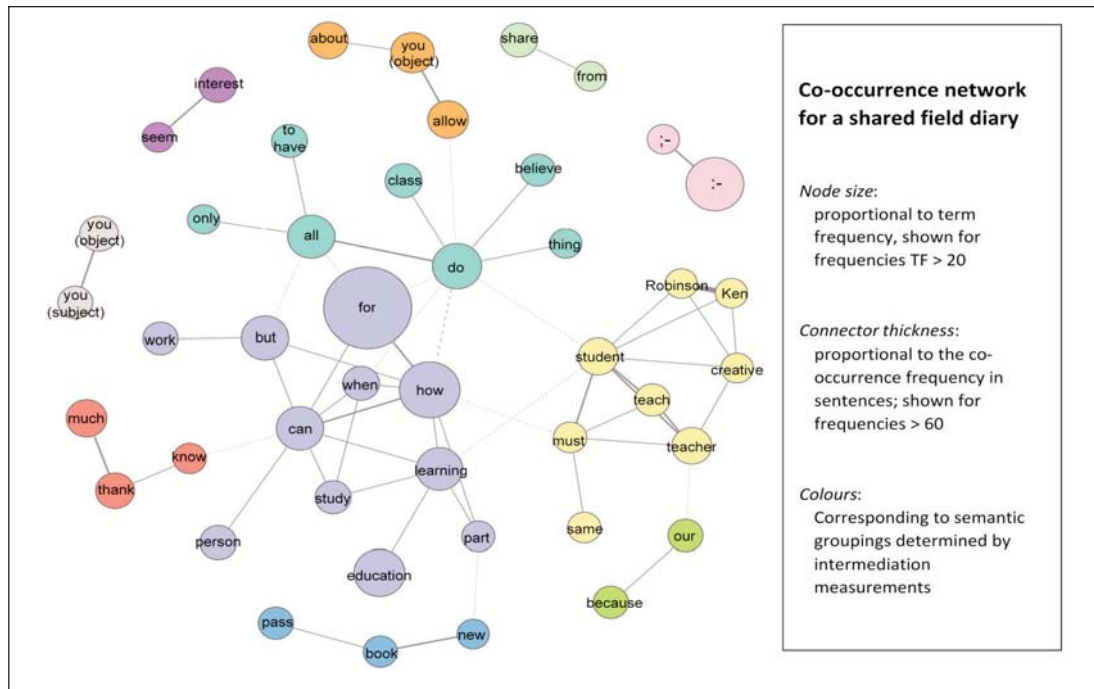 about
you
(object)
share
from
interest
seem
allow
to
have
class
believe
;-
:-
only
all
you
(object)
do
thing
you
(subject)
for
Robinson
Ken
work
but
student
creative
when
how
teach
much
can
must
teacher
know
learning
thank
study
person
part
same
our
education
because
pass
new
book
Co-occurrence network
for a shared field diary
Node size:
proportional to term
frequency, shown for
frequencies TF > 20
Connector thickness:
proportional to the co-
occurrence frequency in
sentences; shown for
frequencies > 60
Colours:
Corresponding to semantic
groupings determined by
intermediation
measurements